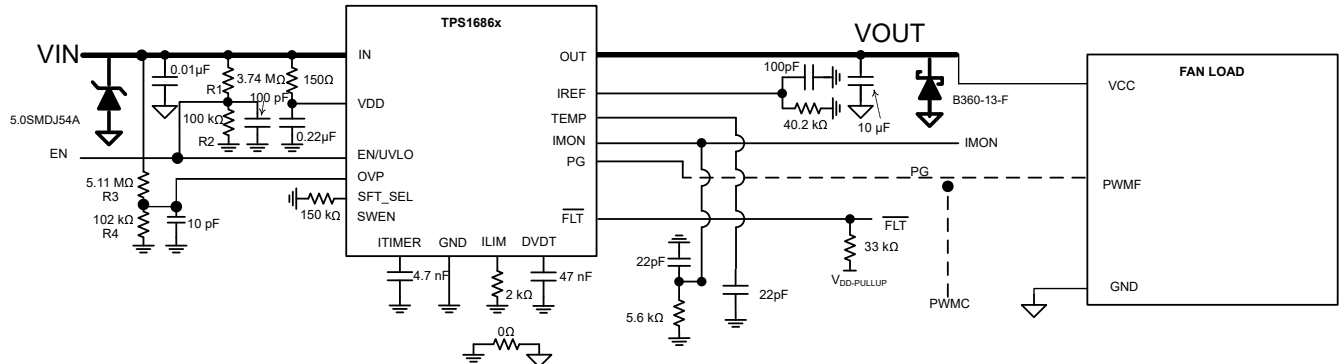 TPS1686x
VIN
VOUT
IN
OUT
FAN LOAD
0.01µF
R1
3.74 MΩ
150Ω
100 pF
100pF
VCC
IREF
VDD
B360-13-F
5.0SMDJ54A
100 kΩ
R2
0.22µF
TEMP
40.2 kΩ
10 µF
EN
EN/UVLO
IMON
IMON
PG
PG
OVP
PWMF
5.11 MΩ
R3
SFT_SEL
102 kΩ
R4
10 pF
150 kΩ
SWEN
FLT
FLT
33 kΩ
ITIMER
GND
ILIM
DVDT
22pF
4.7 nF
47 nF
VDD-PULLUP
GND
2 kΩ
22pF
PWMC
5.6 kΩ
0Ω